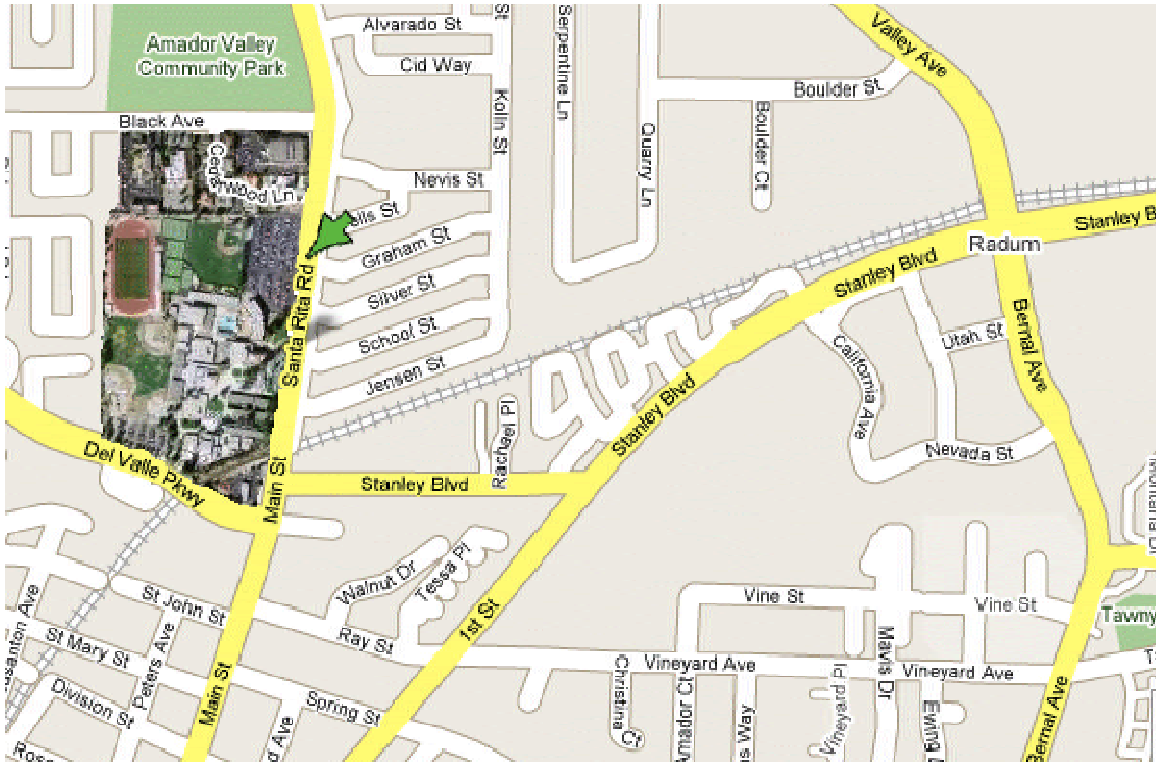 Alvarado St
St
Serpentine Ln
Valley Ave
Amador Valley
Community Park
Cid Way
Kolln St
Boulder St
Black Ave
Quarry Ln
Boulder Ct
Cedarwood Ln
Nevis St
Stanley B
Radum
Graham St
Santa Rita Rd
Silver St
Stanley Blvd
School St
Utah St
Bernal Ave
California Ave
Jensen St
Stanley Blvd
Rachael Pl
Nevada St
Del Valle Pkwy
Main St
Stanley Blvd
Montana Dr
Walnut Dr
Tessa Pl
St John St
Vine St
Vine St
Tawny
1st St
Ray St
St Mary St
Peters Ave
Mavis Dr
Vineyard Ave
Vineyard Ave
Christina Ct
Division St
Main St
Spring St
Amador Ct
Vineyard Pl
Bernal Ave